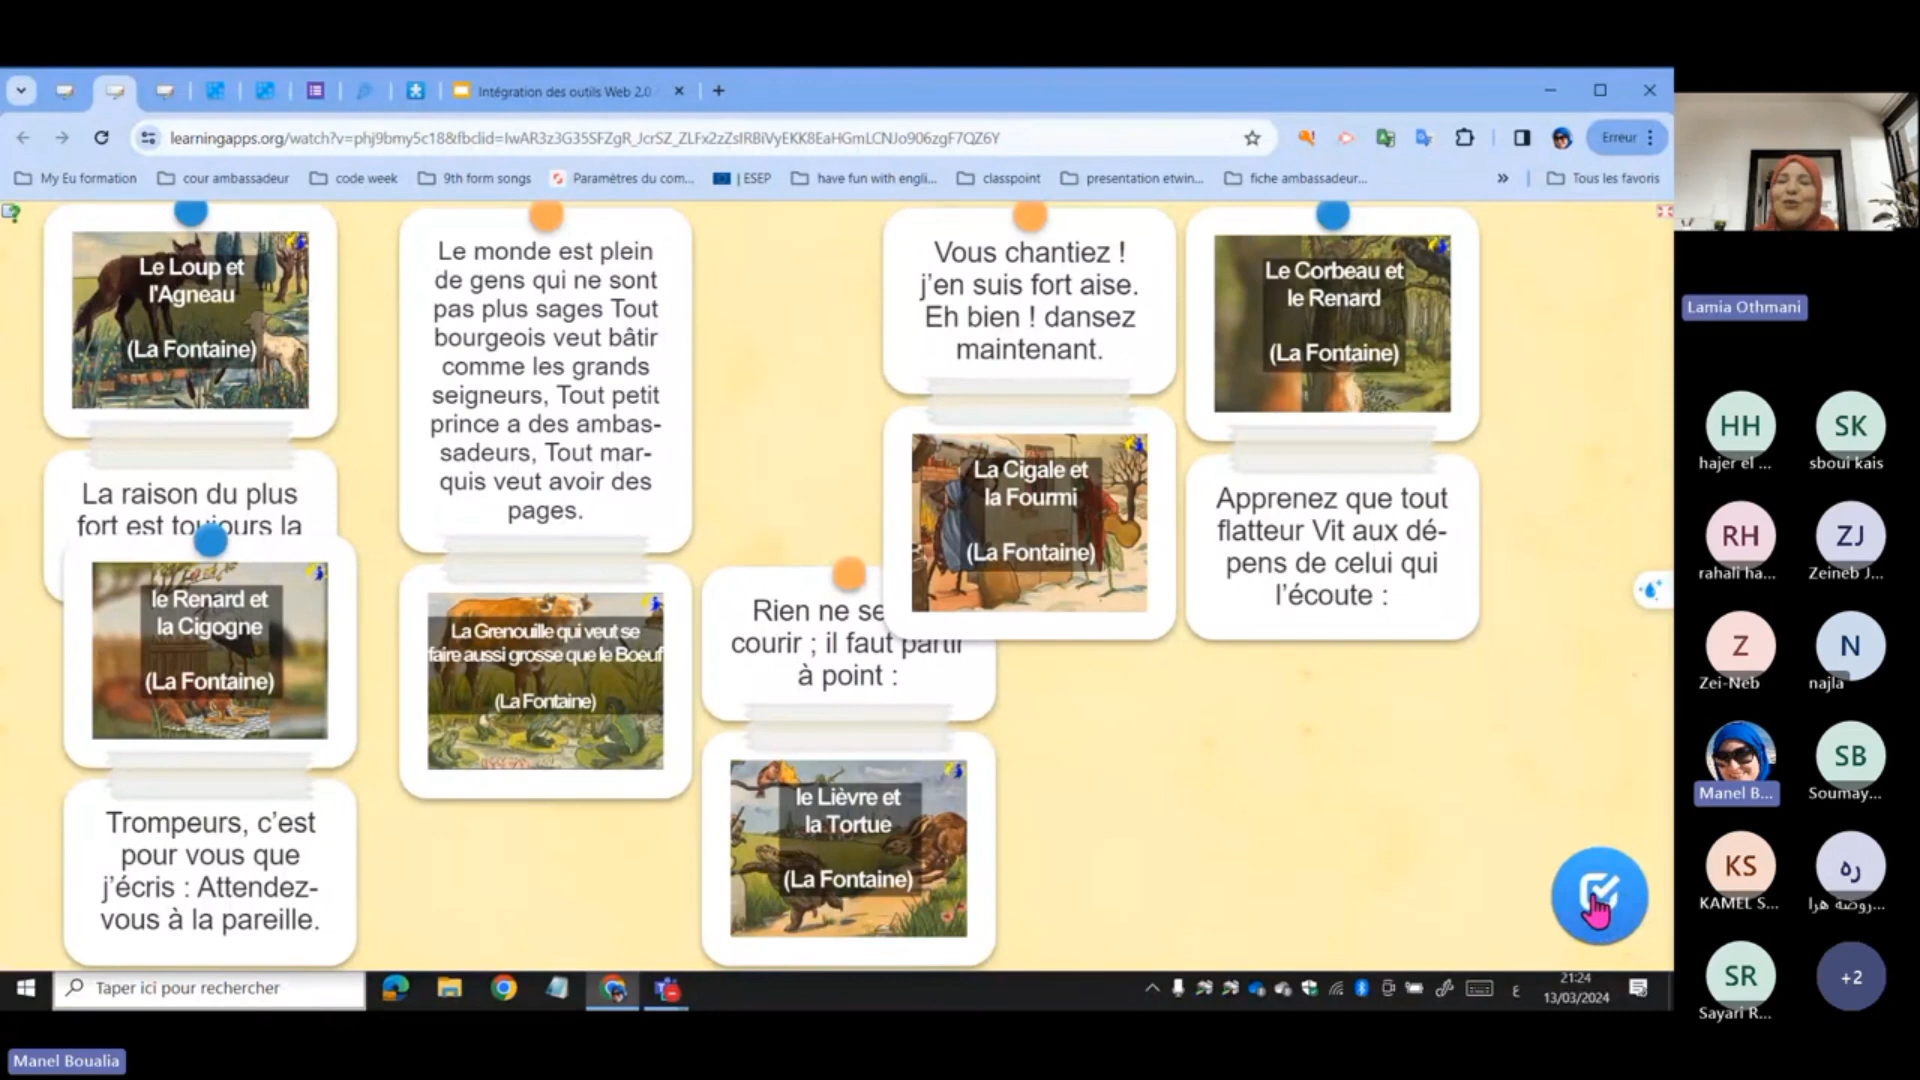 Intégration des outils Web 2.0
learningapps.org/watch?v=phj9bmy5c18&fbclid=IwAR3z3G35SFZgR_JcrSZ_ZLFx2zZsIRBiVyEKK8EaHGmLCNJo906zgF7QZ6Y
Erreur
My Eu formation
cour ambassadeur
code week
9th form songs
Paramètres du com...
| ESEP
have fun with engli...
classpoint
presentation etwin...
fiche ambassadeur...
Tous les favoris
Le Loup et
l'Agneau
(La Fontaine)
La raison du plus
fort est toujours la
le Renard et
la Cigogne
(La Fontaine)
Trompeurs, c’est
pour vous que
j’écris : Attendez-
vous à la pareille.
Le monde est plein
de gens qui ne sont
pas plus sages Tout
bourgeois veut bâtir
comme les grands
seigneurs, Tout petit
prince a des ambas-
sadeurs, Tout mar-
quis veut avoir des
pages.
La Grenouille qui veut se
faire aussi grosse que le Boeuf
(La Fontaine)
Rien ne se
courir ; il faut partir
à point :
le Lièvre et
la Tortue
(La Fontaine)
Vous chantiez !
j’en suis fort aise.
Eh bien ! dansez
maintenant.
La Cigale et
la Fourmi
(La Fontaine)
Le Corbeau et
le Renard
(La Fontaine)
Apprenez que tout
flatteur Vit aux dé-
pens de celui qui
l’écoute :
Taper ici pour rechercher
ع
21:24
13/03/2024
Lamia Othmani
HH
hajer el ...
SK
sboui kais
RH
rahali ha...
ZJ
Zeineb J...
Z
Zei-Neb
N
najla
Manel B...
SB
Soumay...
KS
KAMEL S...
ره
روضة هرا...
SR
Sayari R...
+2
Manel Boualia